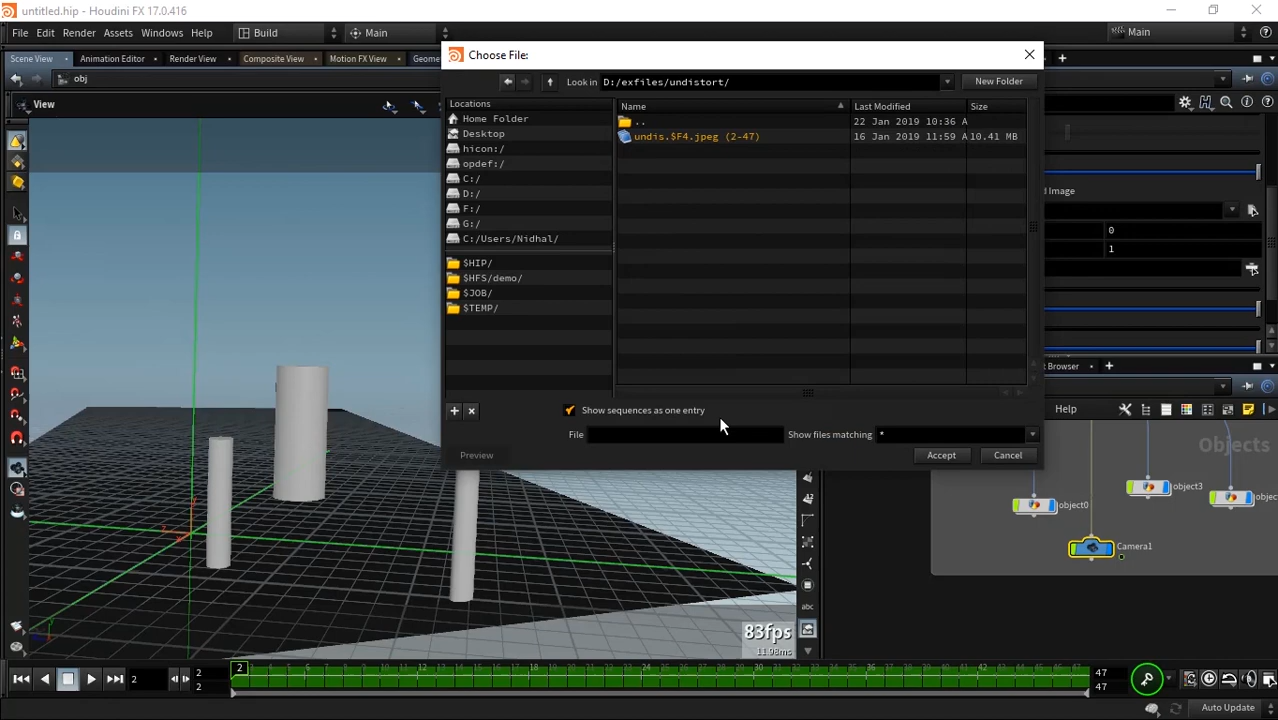 untitled.hip - Houdini FX 17.0.416
File Edit Render Assets Windows Help Build Main Main
Scene View Animation Editor Render View Composite View Motion FX View
obj
View
Choose File:
Look in D:/exfiles/undistort/ New Folder
Locations
Home Folder
Desktop
hicon:/
opdef:/
C:/
D:/
F:/
G:/
C:/Users/Nidhal/
$HIP/
$HFS/demo/
$JOB/
$TEMP/
Name Last Modified Size
.. 22 Jan 2019 10:36 A
undis.$F4.jpeg (2-47) 16 Jan 2019 11:59 A 10.41 MB
Show sequences as one entry
File Show files matching *
Preview Accept Cancel
d Image
0
1
Browser
Help
Objects
object3
object0
Camera1
abc
83fps
11.98ms
2 2
2
2
47
47
Auto Update